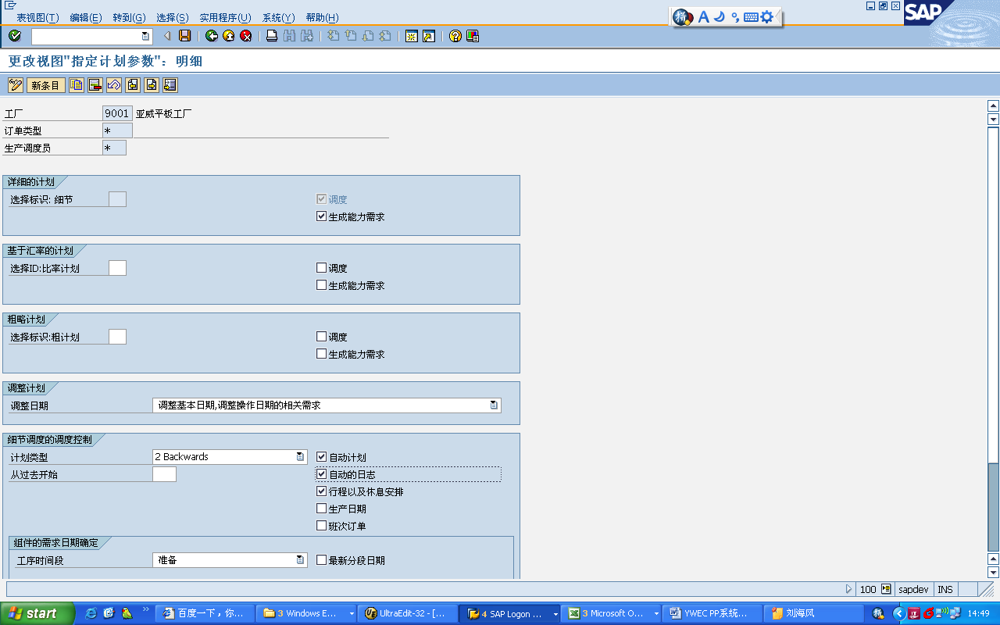 表视图(T) 编辑(E) 转到(G) 选择(S) 实用程序(U) 系统(Y) 帮助(H)
SAP
更改视图"指定计划参数"：明细
新条目
工厂 9001 亚威平板工厂
订单类型 *
生产调度员 *
详细的计划
选择标识: 细节 调度
生成能力需求
基于汇率的计划
选择ID:比率计划 调度
生成能力需求
粗略计划
选择标识:粗计划 调度
生成能力需求
调整计划
调整日期 调整基本日期,调整操作日期的相关需求
细节调度的调度控制
计划类型 2 Backwards 自动计划
从过去开始 自动的日志
行程以及休息安排
生产日期
班次订单
组件的需求日期确定
工序时间段 准备 最新分段日期
100 sapdev INS
start 百度一下，你... 3 Windows E... UltraEdit-32 - [... 4 SAP Logon ... 3 Microsoft O... YWEC PP系统... 刘海风 14:49